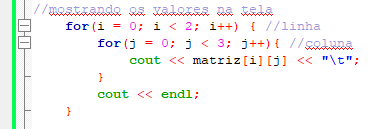 //mostrando os valores na tela
for(i = 0; i < 2; i++) { //linha
for(j = 0; j < 3; j++){ //coluna
cout << matriz[i][j] << "\t";
}
cout << endl;
}